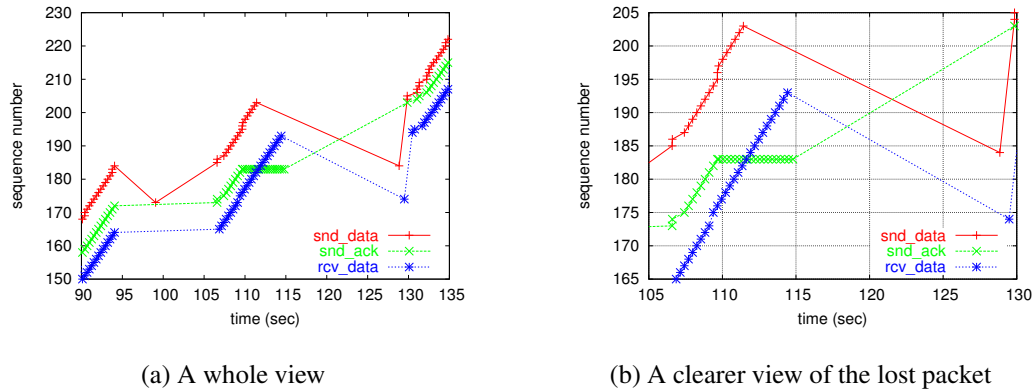 sequence number
220
210
200
190
180
170
160
150
90 95 100 105 110 115 120 125 130 135
time (sec)
snd_data
snd_ack
rcv_data
(a) A whole view
sequence number
205
200
195
190
185
180
175
170
165
105 110 115 120 125 130
time (sec)
snd_data
snd_ack
rcv_data
(b) A clearer view of the lost packet